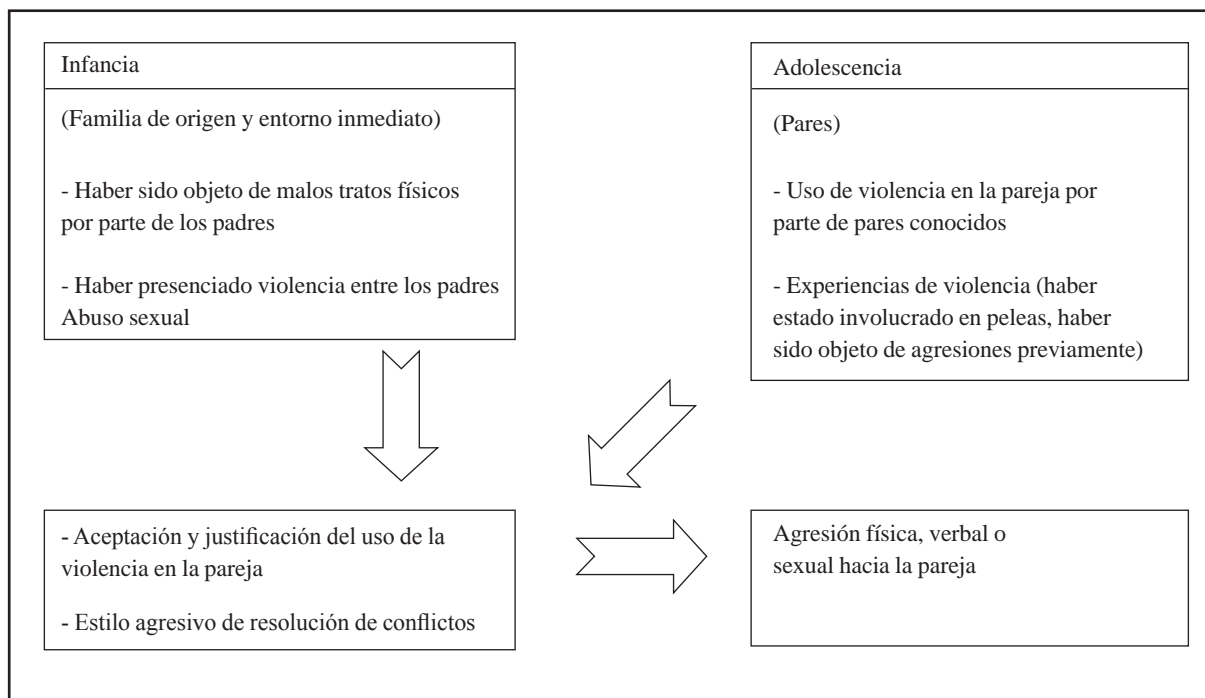 Infancia
(Familia de origen y entorno inmediato)
- Haber sido objeto de malos tratos físicos
por parte de los padres
- Haber presenciado violencia entre los padres
Abuso sexual
Adolescencia
(Pares)
- Uso de violencia en la pareja por
parte de pares conocidos
- Experiencias de violencia (haber
estado involucrado en peleas, haber
sido objeto de agresiones previamente)
- Aceptación y justificación del uso de la
violencia en la pareja
- Estilo agresivo de resolución de conflictos
Agresión física, verbal o
sexual hacia la pareja